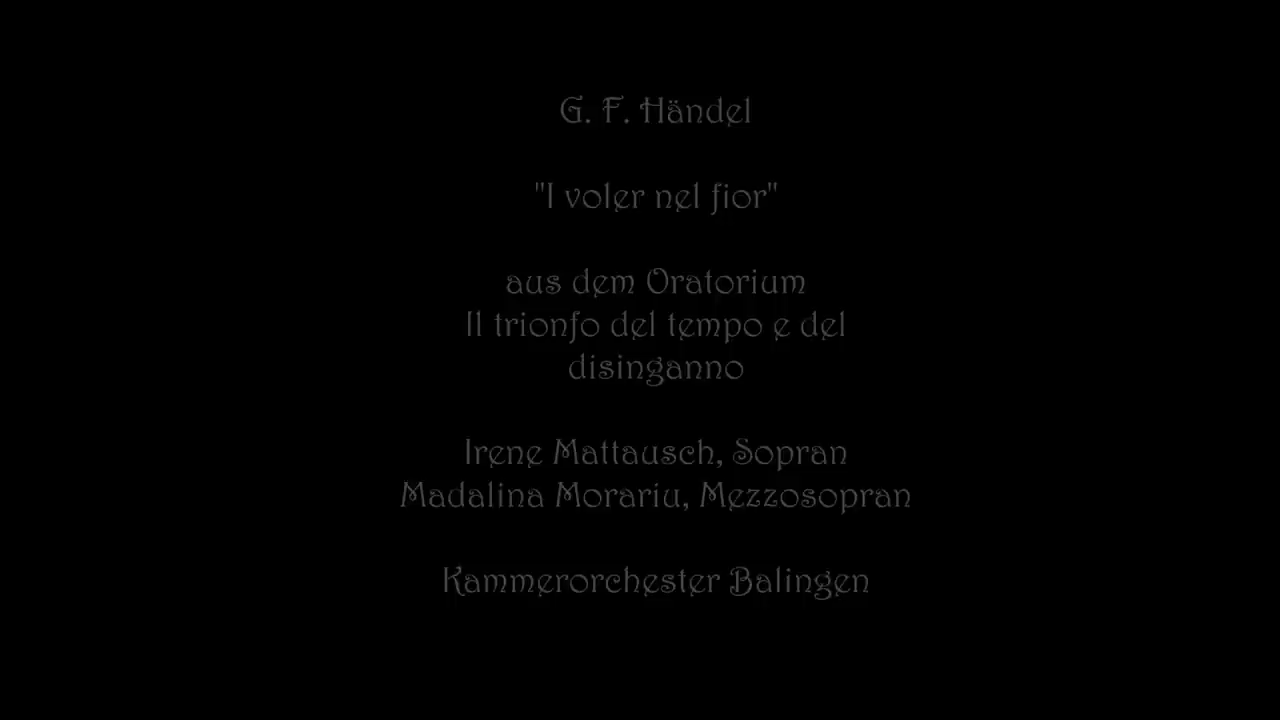 G. F. Händel
"I voler nel fior"
aus dem Oratorium
Il trionfo del tempo e del
disinganno
Irene Mattausch, Sopran
Madalina Morariu, Mezzosopran
Kammerorchester Balingen